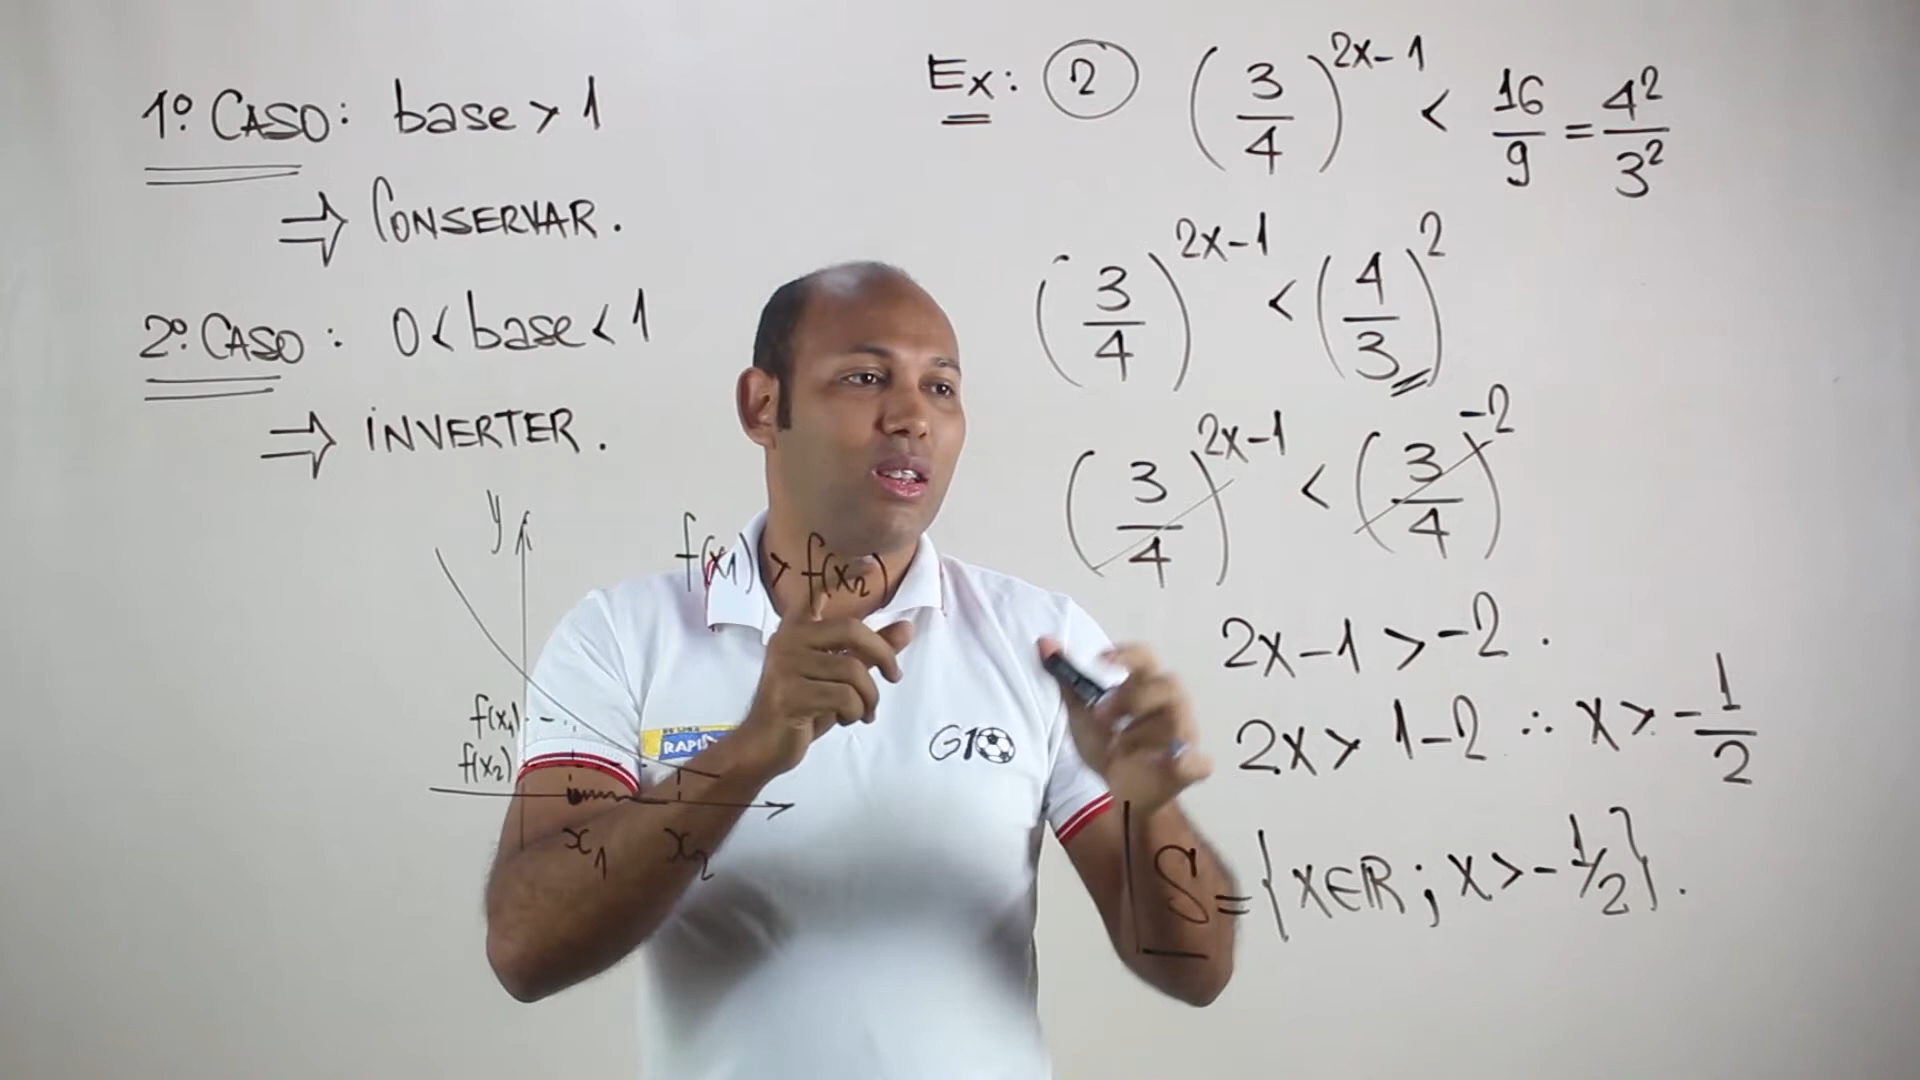 1º CASO: base > 1
⇒ CONSERVAR.
2º CASO: 0 < base < 1
⇒ INVERTER.
y
f(x₁) > f(x₂)
f(x₁)
f(x₂)
x₁ x₂
Ex: ② (3/4)^(2x-1) < 16/9 = 4²/3²
(3/4)^(2x-1) < (4/3)²
(3/4)^(2x-1) < (3/4)^(-2)
2x-1 > -2.
2x > 1-2 ∴ x > -1/2
S = {x∈R; x > -1/2}.
RAPI
G10